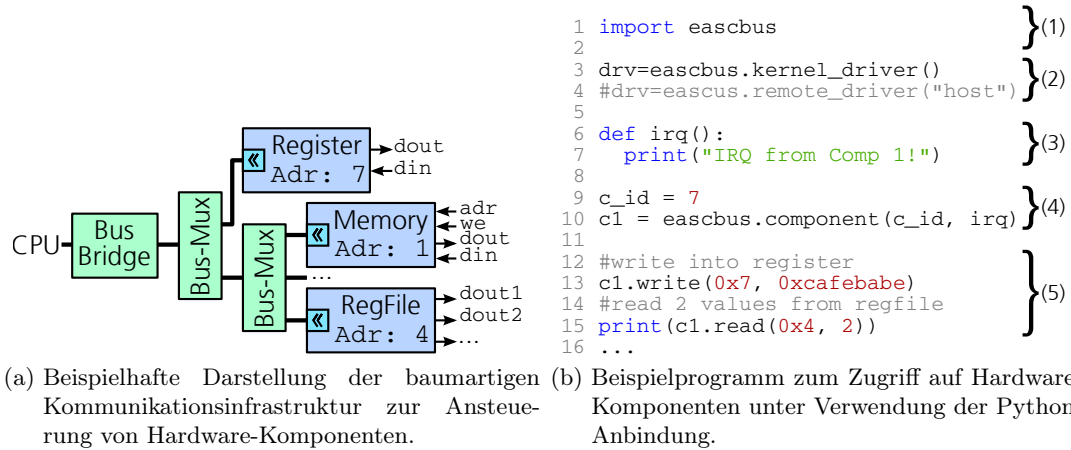 Register
Adr: 7
dout
din
CPU
Bus
Bridge
Bus-Mux
Bus-Mux
Memory
Adr: 1
adr
we
dout
din
...
RegFile
Adr: 4
dout1
dout2
...
(a) Beispielhafte Darstellung der baumartigen
Kommunikationsinfrastruktur zur Ansteue-
rung von Hardware-Komponenten.
1 import eascbus
2
3 drv=eascbus.kernel_driver()
4 #drv=eascus.remote_driver("host")
5
6 def irq():
7   print("IRQ from Comp 1!")
8
9 c_id = 7
10 c1 = eascbus.component(c_id, irq)
11
12 #write into register
13 c1.write(0x7, 0xcafebabe)
14 #read 2 values from regfile
15 print(c1.read(0x4, 2))
16 ...
(1)
(2)
(3)
(4)
(5)
(b) Beispielprogramm zum Zugriff auf Hardware
Komponenten unter Verwendung der Python
Anbindung.